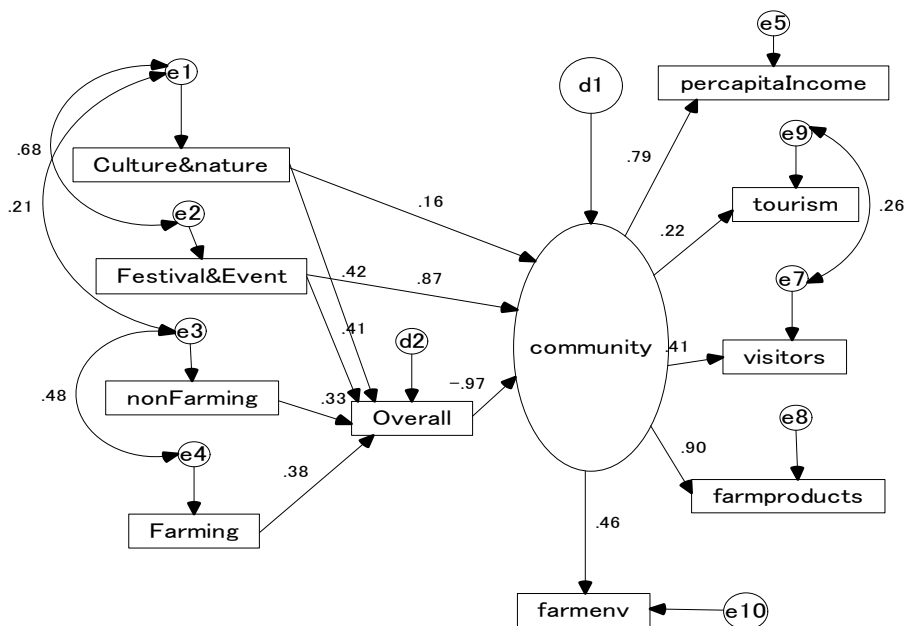 e5
e1
d1
percapitaIncome
e9
.68
Culture&nature
.79
.21
e2
.16
tourism
.26
.22
Festival&Event
.42
.87
e7
e3
.41
d2
community
.41
visitors
.48
nonFarming
.33
-.97
Overall
e8
e4
.90
.38
farmproducts
Farming
.46
farmenv
e10